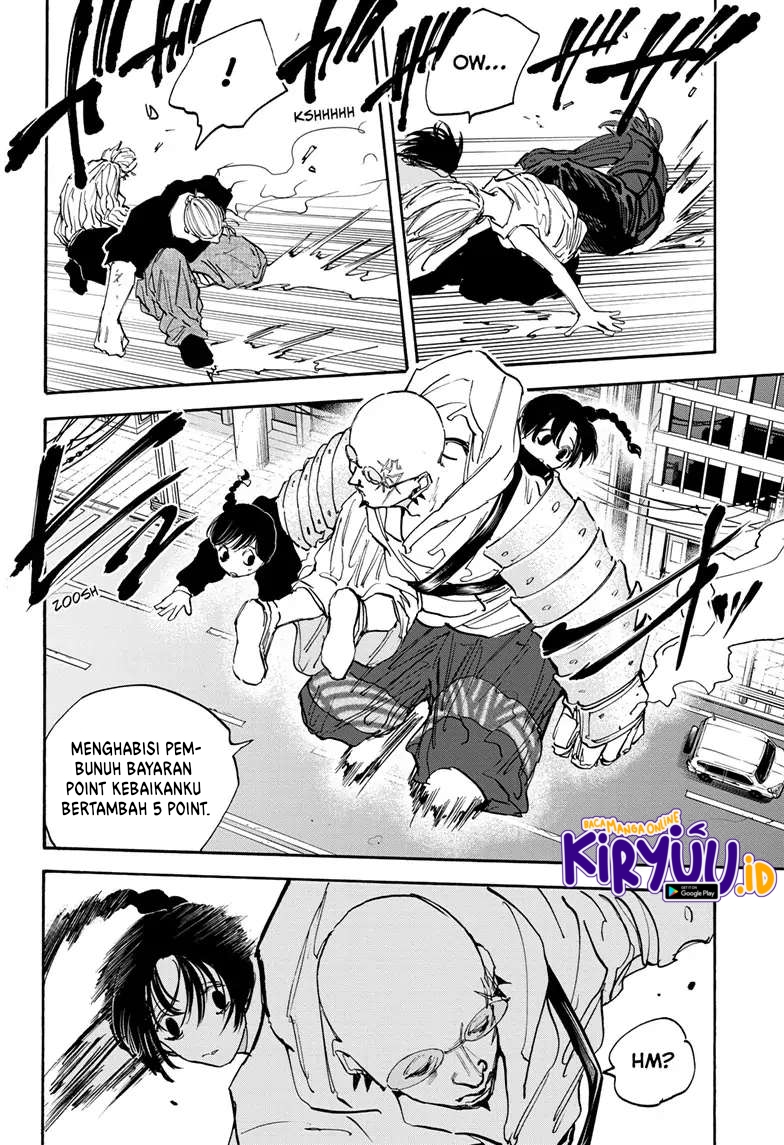 OW...
!
KSHHHHH
ZOOSH
MENGHABISI PEM-
BUNUH BAYARAN
POINT KEBAIKANKU
BERTAMBAH 5 POINT.
BACA MANGA ONLINE
KIRYUU.ID
GET IT ON
Google Play
HM?